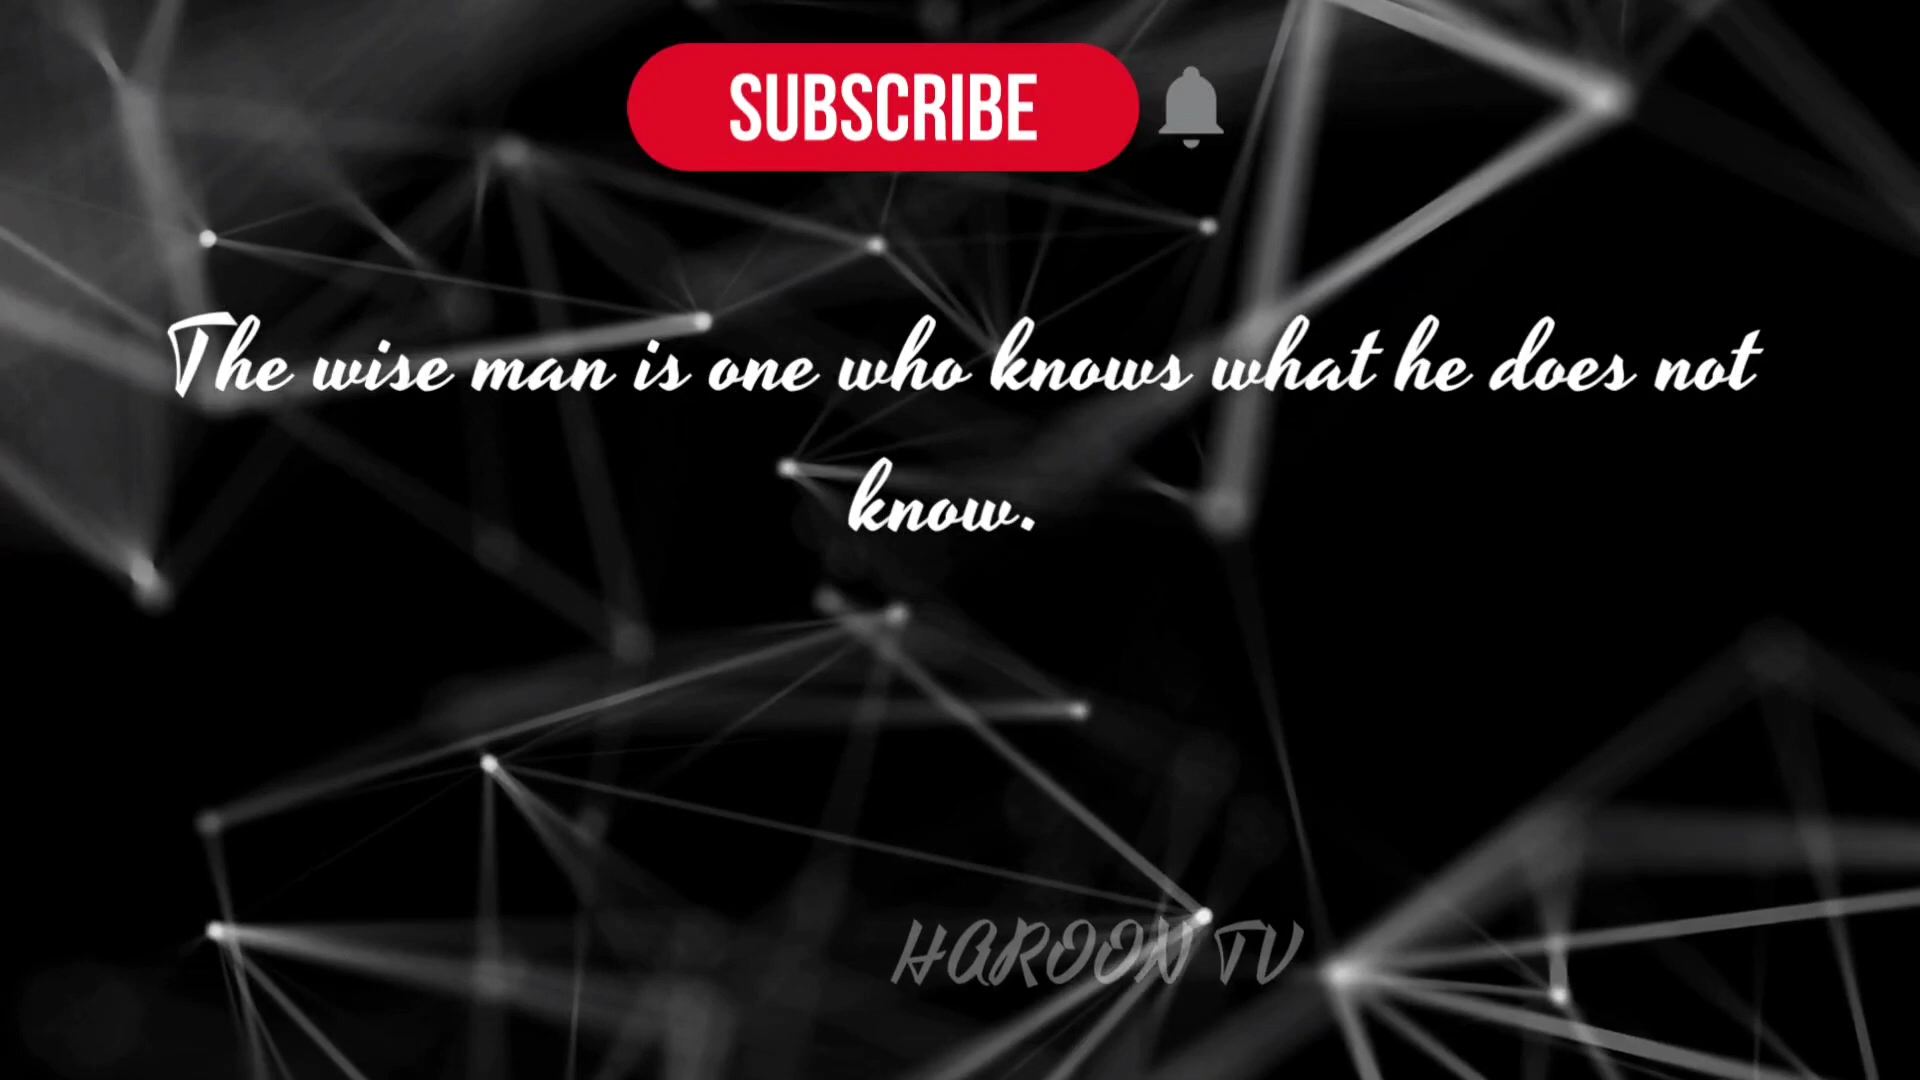 SUBSCRIBE
The wise man is one who knows what he does not
know.
HAROON TV